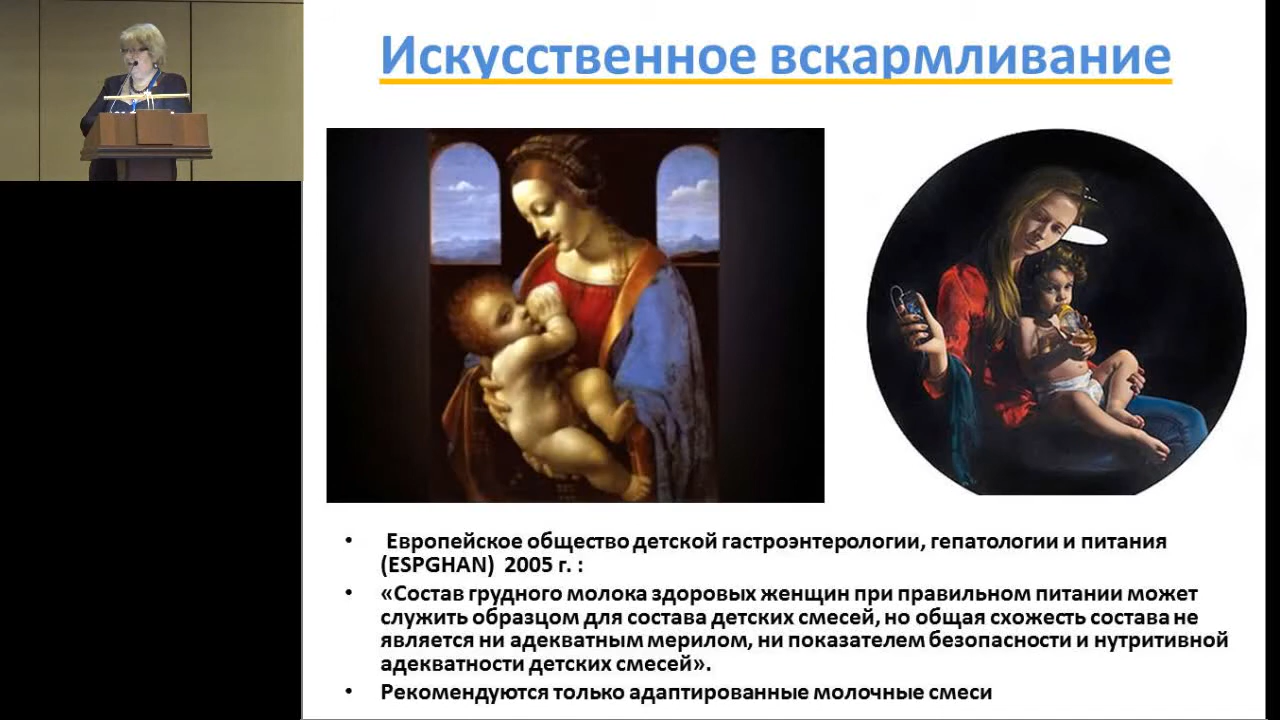 Искусственное вскармливание
• Европейское общество детской гастроэнтерологии, гепатологии и питания
(ESPGHAN) 2005 г. :
• «Состав грудного молока здоровых женщин при правильном питании может
служить образцом для состава детских смесей, но общая схожесть состава не
является ни адекватным мерилом, ни показателем безопасности и нутритивной
адекватности детских смесей».
• Рекомендуются только адаптированные молочные смеси